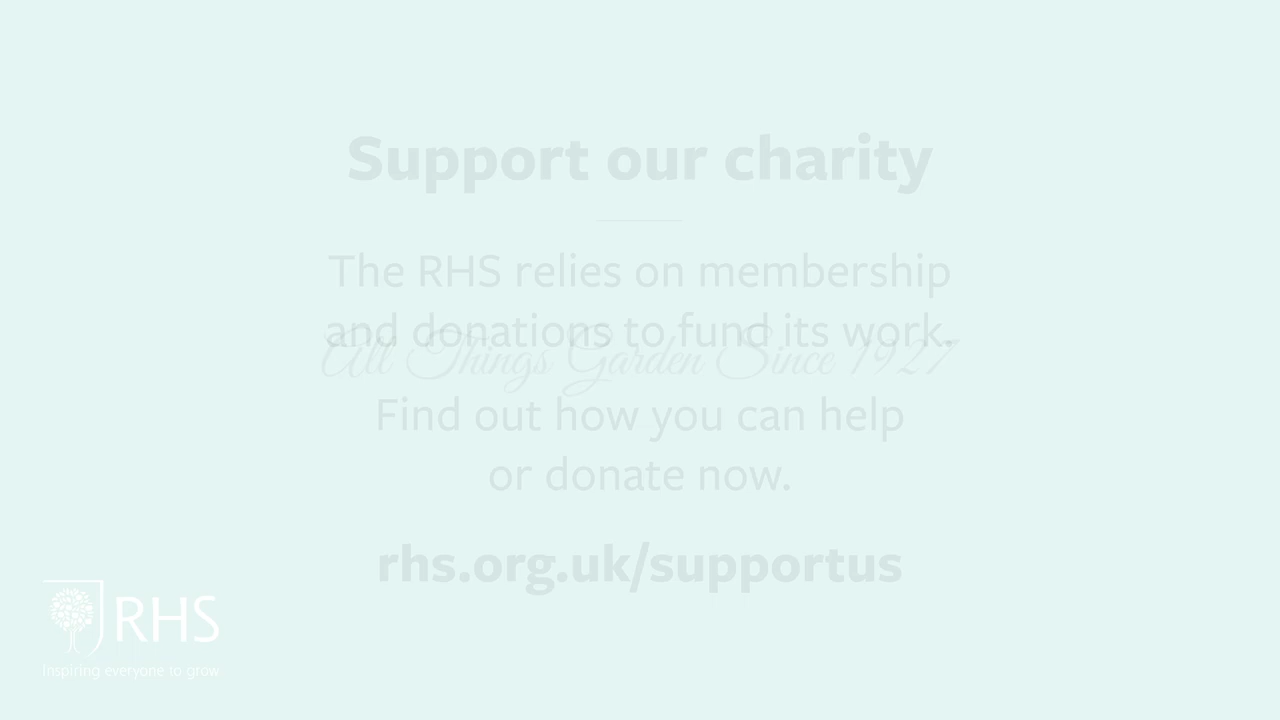 Support our charity
The RHS relies on membership
and donations to fund its work.
All Things Garden Since 1927
Find out how you can help
or donate now.
rhs.org.uk/supportus
RHS
Inspiring everyone to grow